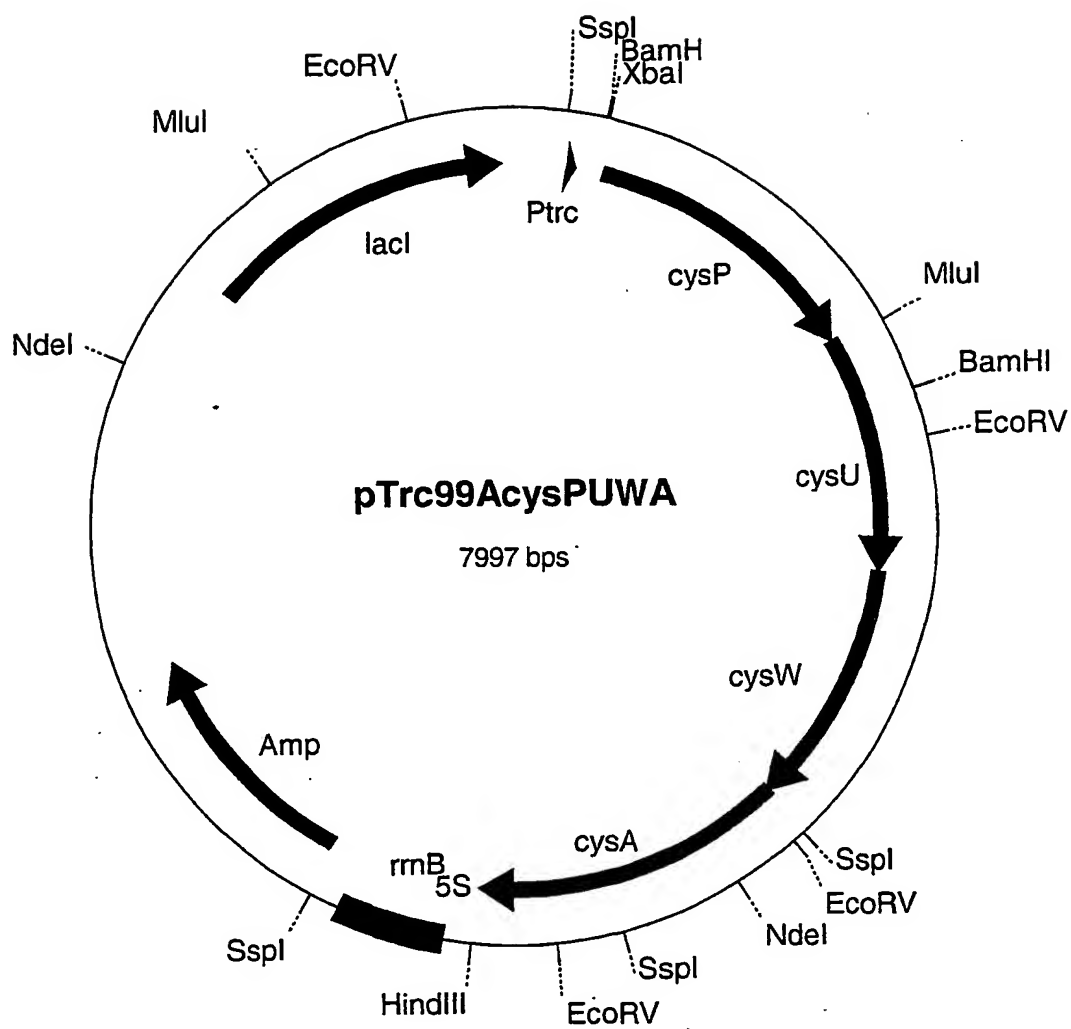 SspI
BamH
XbaI
EcoRV
MluI
Ptrc
lacI
cysP
MluI
NdeI
BamHI
EcoRV
cysU
pTrc99AcysPUWA
7997 bps
cysW
Amp
cysA
rrnB
5S
SspI
EcoRV
NdeI
SspI
SspI
HindIII
EcoRV